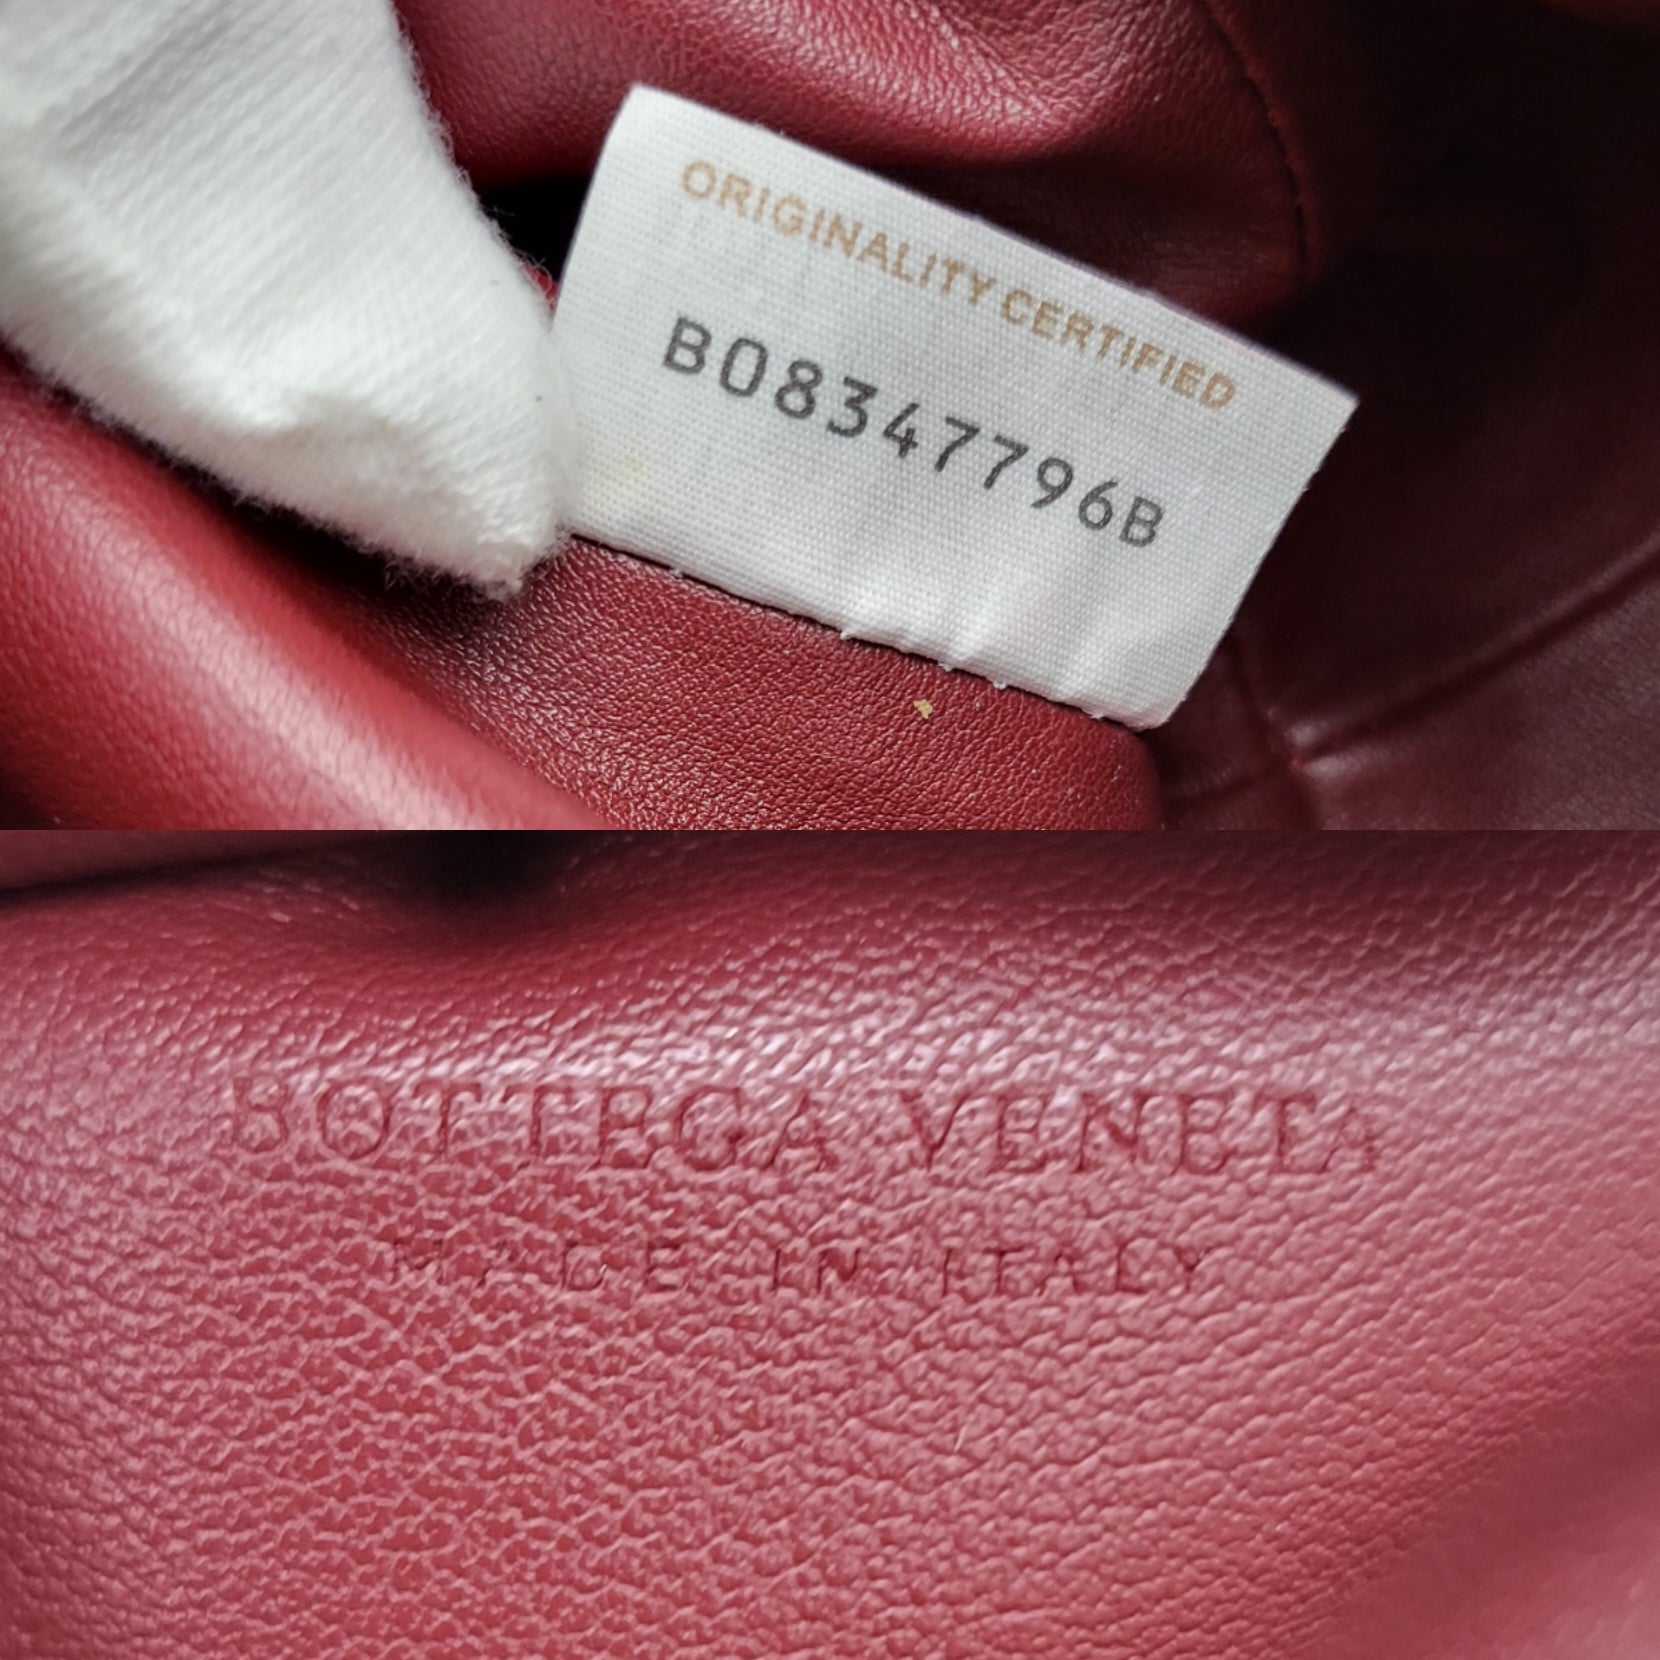 ORIGINALITY CERTIFIED
B08347796B
BOTTEGA VENETA
MADE IN ITALY